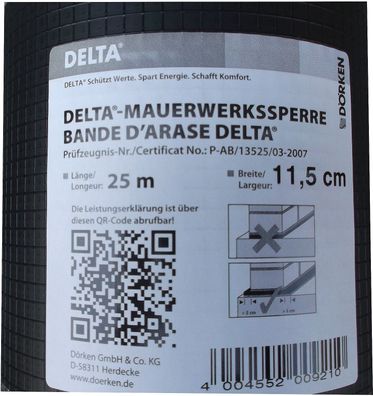 DELTA®
DELTA® Schützt Werte. Spart Energie. Schafft Komfort.
DÖRKEN
DELTA®-MAUERWERKSSPERRE
BANDE D'ARASE DELTA®
Prüfzeugnis-Nr./Certificat No.: P-AB/13525/03-2007
Länge/
Longeur: 25 m
Breite/
Largeur: 11,5 cm
Die Leistungserklärung ist über
diesen QR-Code abrufbar!
Dörken GmbH & Co. KG
D-58311 Herdecke
www.doerken.de
4 004552 009210